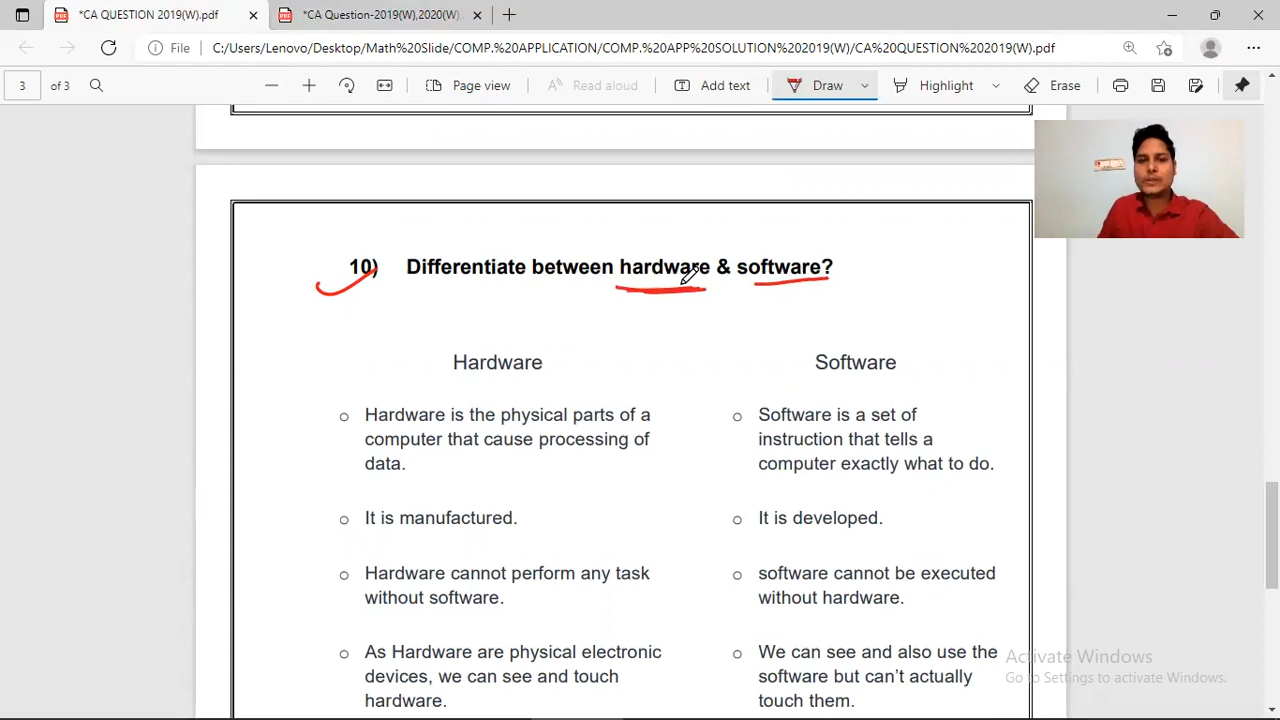 *CA QUESTION 2019(W).pdf
*CA Question-2019(W),2020(W).
File
C:/Users/Lenovo/Desktop/Math%20Slide/COMP.%20APPLICATION/COMP.%20APP%20SOLUTION%202019(W)/CA%20QUESTION%202019(W).pdf
3 of 3
Page view
Read aloud
Add text
Draw
Highlight
Erase
10) Differentiate between hardware & software?
Hardware
Software
Hardware is the physical parts of a
computer that cause processing of
data.
Software is a set of
instruction that tells a
computer exactly what to do.
It is manufactured.
It is developed.
Hardware cannot perform any task
without software.
software cannot be executed
without hardware.
As Hardware are physical electronic
devices, we can see and touch
hardware.
We can see and also use the
software but can't actually
touch them.
Activate Windows
Go to Settings to activate Windows.